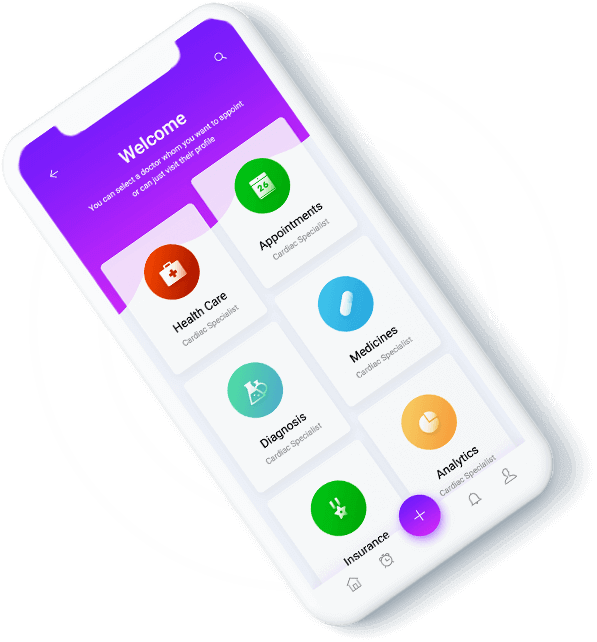 Welcome
You can select a doctor whom you want to appoint
or can just visit their profile
Health Care
Cardiac Specialist
Appointments
Cardiac Specialist
26
Diagnosis
Cardiac Specialist
Medicines
Cardiac Specialist
Insurance
Analytics
Cardiac Specialist